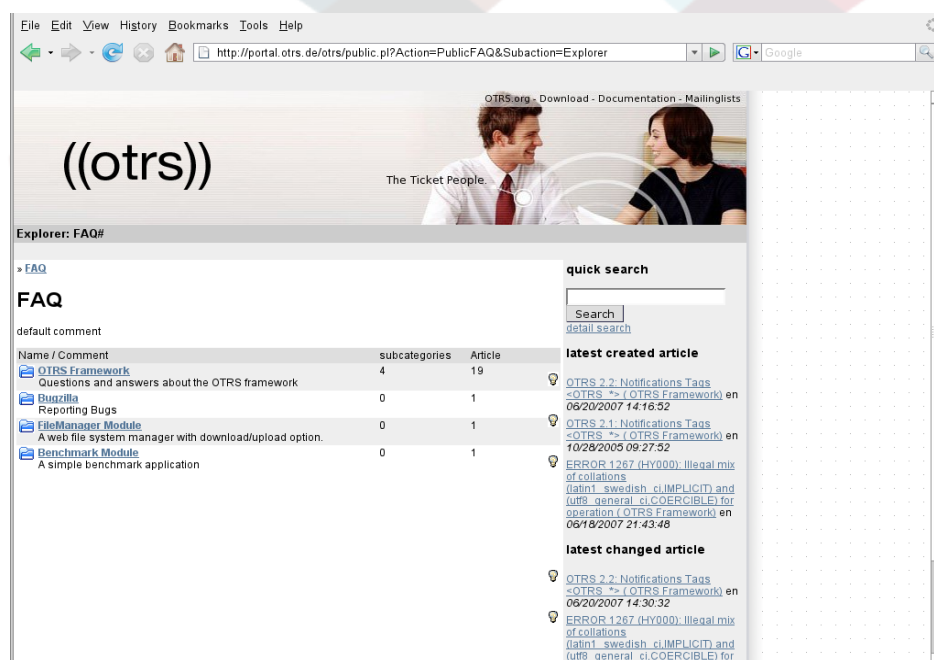 File Edit View History Bookmarks Tools Help
http://portal.otrs.de/otrs/public.pl?Action=PublicFAQ&Subaction=Explorer
G Google
OTRS.org - Download - Documentation - Mailinglists
((otrs))
The Ticket People.
Explorer: FAQ#
» FAQ
FAQ
default comment
Name / Comment subcategories Article
OTRS Framework 4 19
Questions and answers about the OTRS framework
Bugzilla 0 1
Reporting Bugs
FileManager Module 0 1
A web file system manager with download/upload option.
Benchmark Module 0 1
A simple benchmark application
quick search
Search
detail search
latest created article
OTRS 2.2: Notifications Tags
<OTRS_*> ( OTRS Framework) en
06/20/2007 14:16:52
OTRS 2.1: Notifications Tags
<OTRS_*> ( OTRS Framework) en
10/28/2005 09:27:52
ERROR 1267 (HY000): Illegal mix
of collations
(latin1_swedish_ci,IMPLICIT) and
(utf8_general_ci,COERCIBLE) for
operation ( OTRS Framework) en
06/18/2007 21:43:48
latest changed article
OTRS 2.2: Notifications Tags
<OTRS_*> ( OTRS Framework) en
06/20/2007 14:30:32
ERROR 1267 (HY000): Illegal mix
of collations
(latin1_swedish_ci,IMPLICIT) and
(utf8_general_ci,COERCIBLE) for